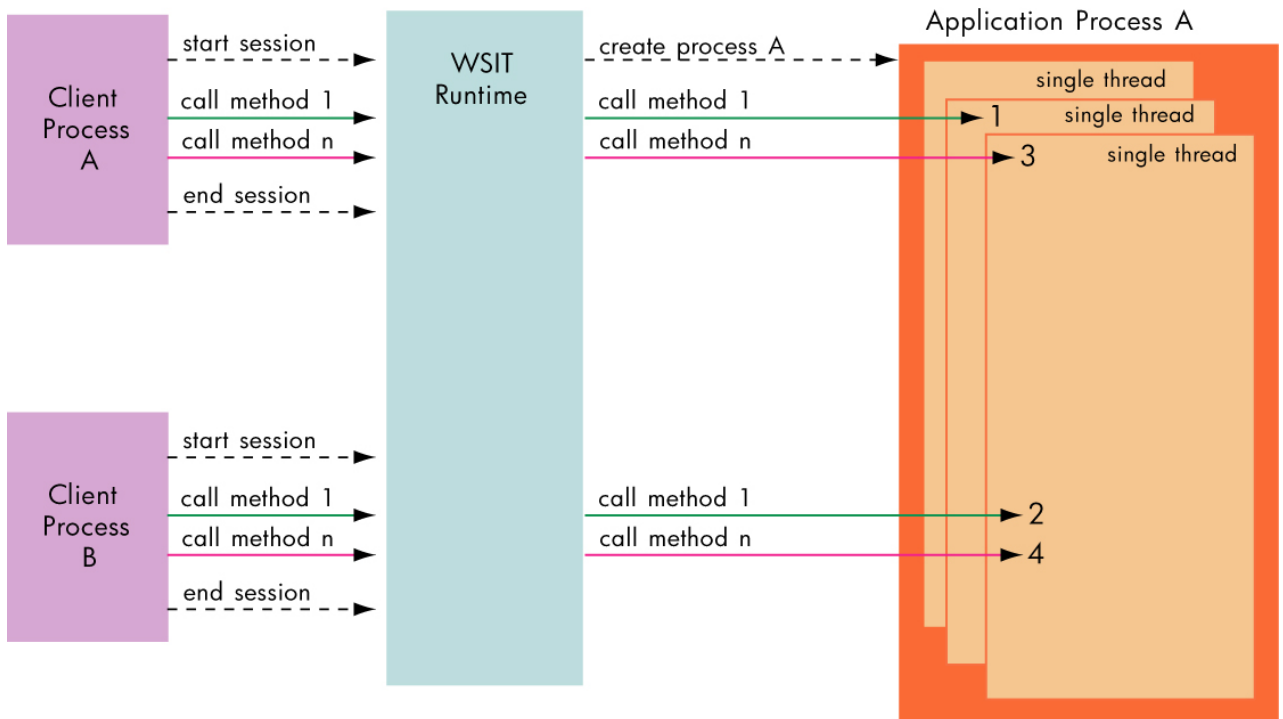 Application Process A
start session
create process A
WSIT
Runtime
single thread
Client
Process
A
call method 1
call method 1
1
single thread
call method n
call method n
3
single thread
end session
start session
Client
Process
B
call method 1
call method 1
2
call method n
call method n
4
end session